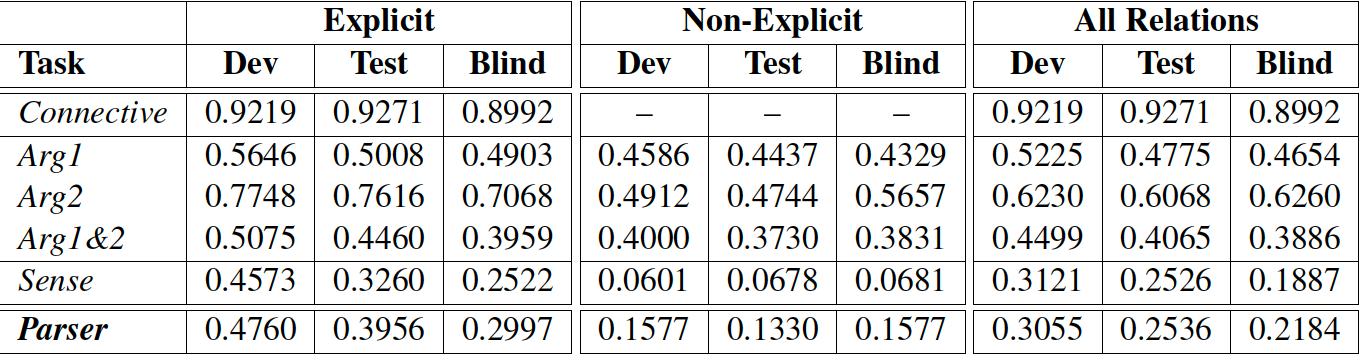 Explicit Non-Explicit All Relations
Task Dev Test Blind Dev Test Blind Dev Test Blind
Connective 0.9219 0.9271 0.8992 – – – 0.9219 0.9271 0.8992
Arg1 0.5646 0.5008 0.4903 0.4586 0.4437 0.4329 0.5225 0.4775 0.4654
Arg2 0.7748 0.7616 0.7068 0.4912 0.4744 0.5657 0.6230 0.6068 0.6260
Arg1&2 0.5075 0.4460 0.3959 0.4000 0.3730 0.3831 0.4499 0.4065 0.3886
Sense 0.4573 0.3260 0.2522 0.0601 0.0678 0.0681 0.3121 0.2526 0.1887
Parser 0.4760 0.3956 0.2997 0.1577 0.1330 0.1577 0.3055 0.2536 0.2184